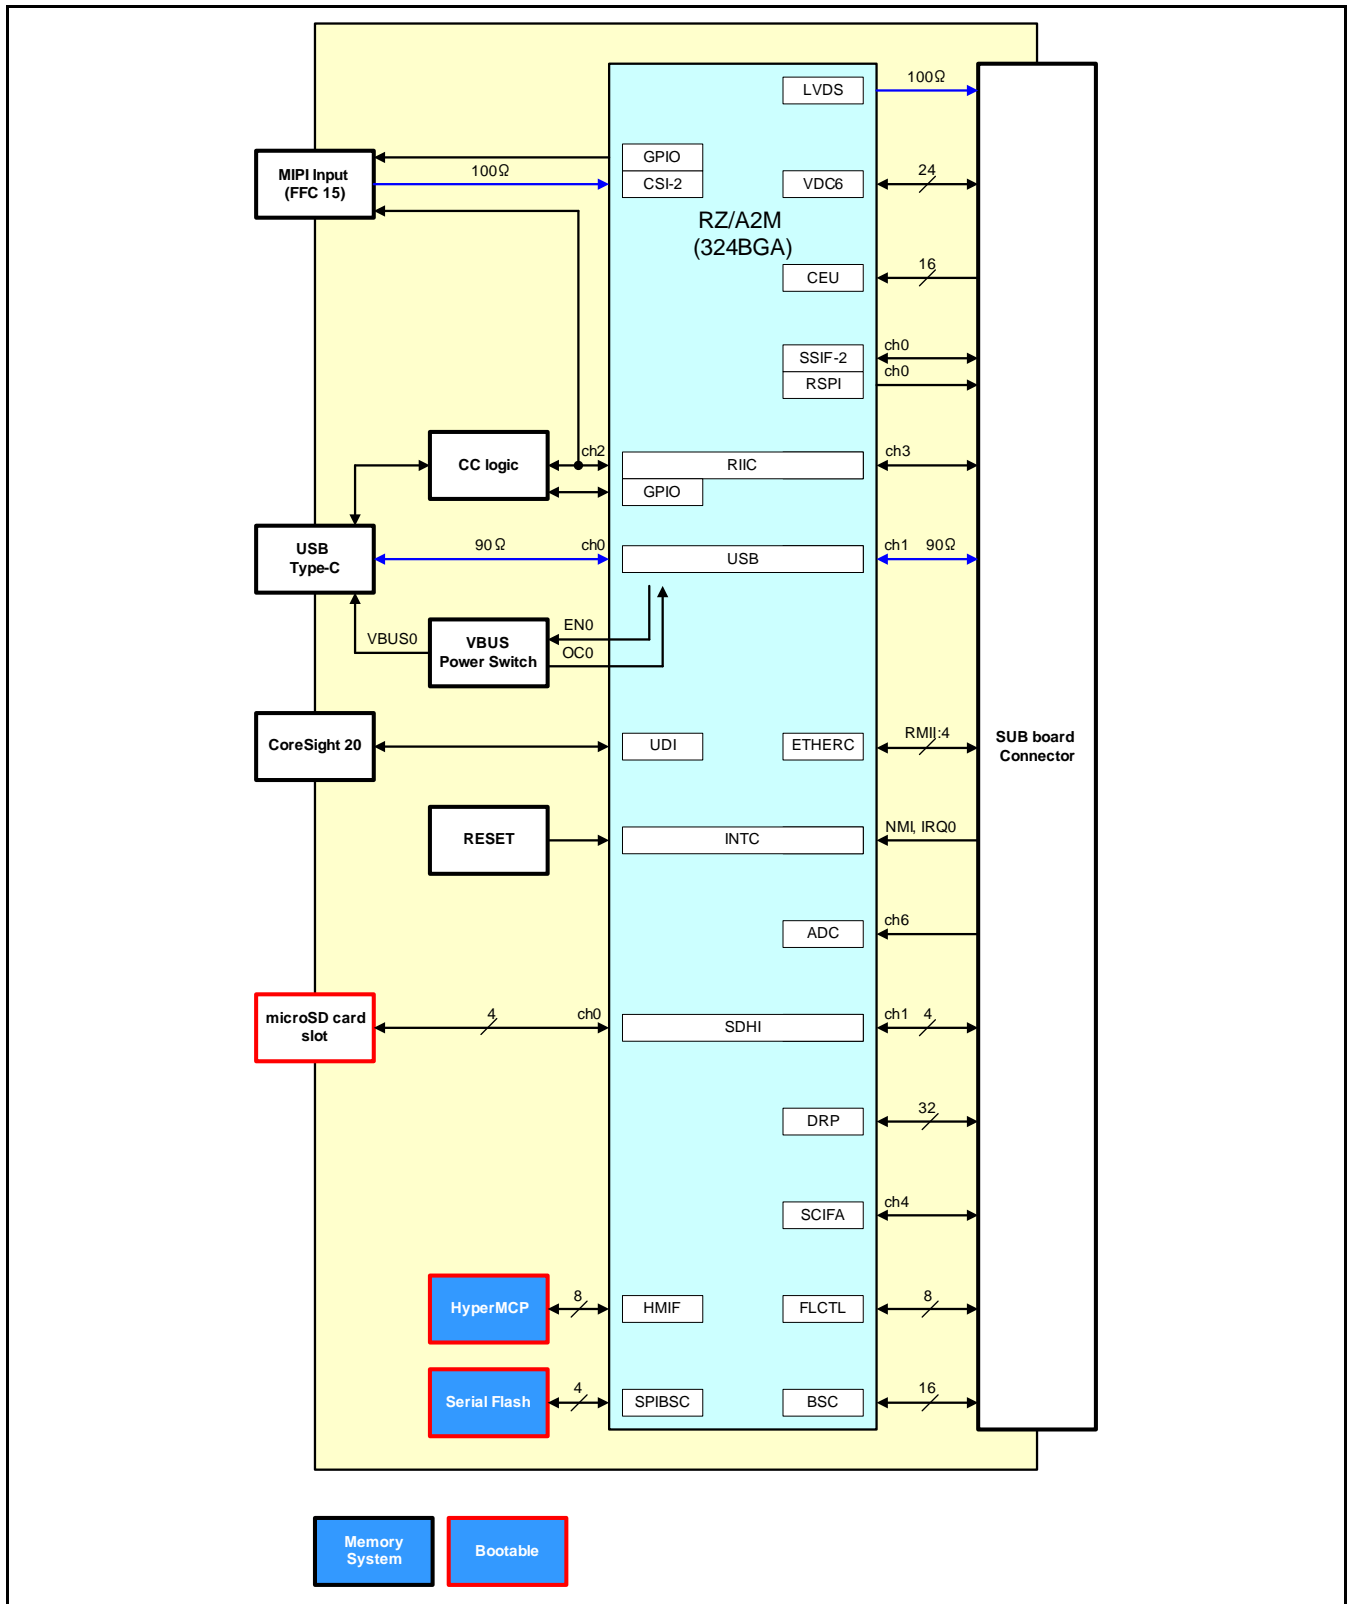 LVDS
100Ω
GPIO
MIPI Input
(FFC 15)
100Ω
CSI-2
VDC6
24
RZ/A2M
(324BGA)
CEU
16
SSIF-2
ch0
RSPI
ch0
CC logic
ch2
RIIC
ch3
GPIO
USB
Type-C
90Ω
ch0
USB
ch1
90Ω
VBUS0
VBUS
Power Switch
EN0
OC0
CoreSight 20
UDI
ETHERC
RMII:4
SUB board
Connector
RESET
INTC
NMI, IRQ0
ADC
ch6
microSD card
slot
4
ch0
SDHI
ch1
4
DRP
32
SCIFA
ch4
HyperMCP
8
HMIF
FLCTL
8
Serial Flash
4
SPIBSC
BSC
16
Memory
System
Bootable